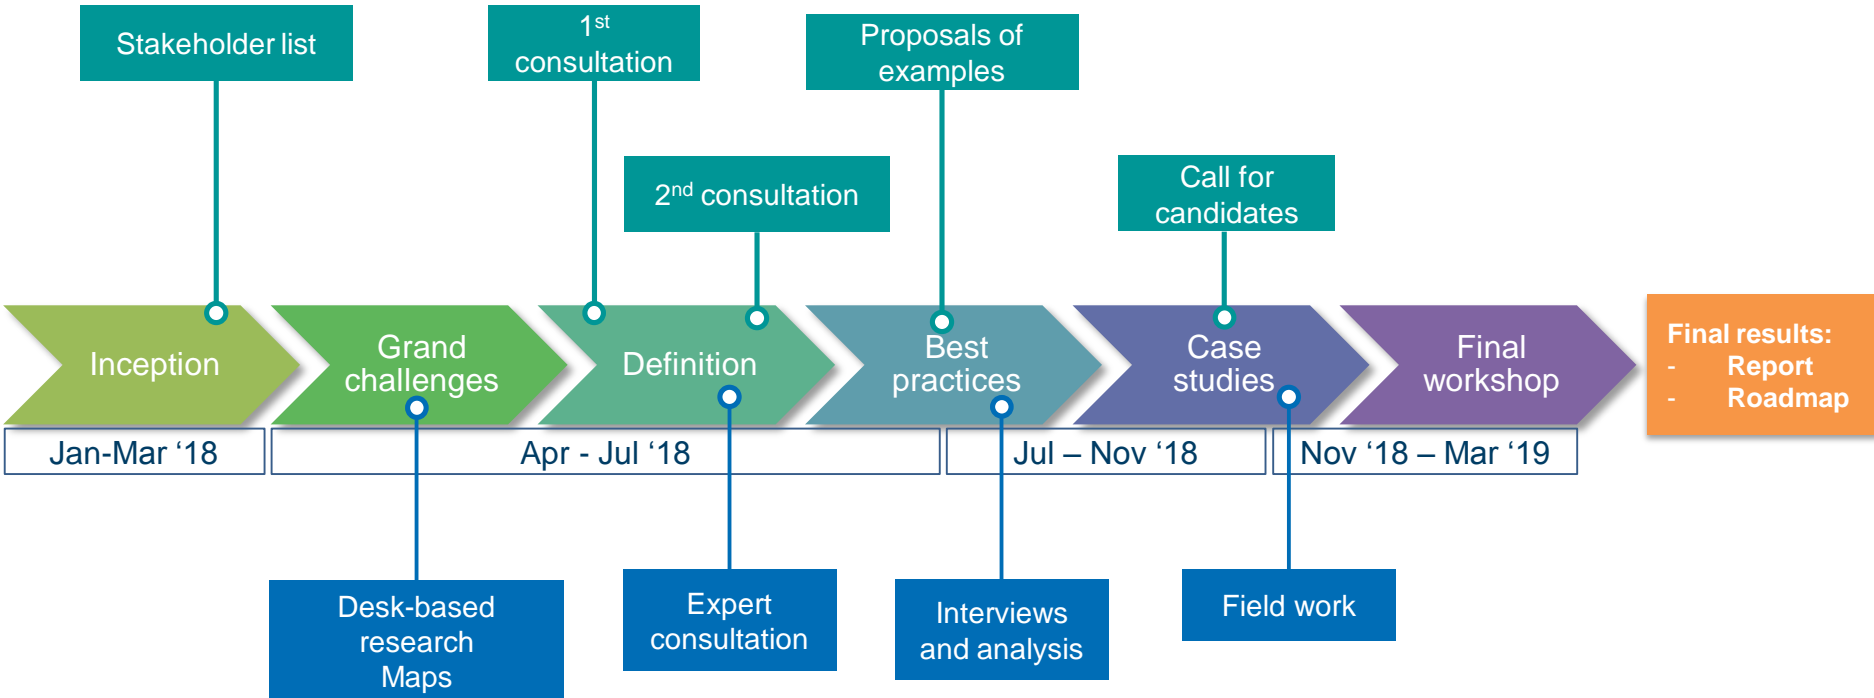 Stakeholder list
1st
consultation
Proposals of
examples
2nd consultation
Call for
candidates
Inception
Grand
challenges
Definition
Best
practices
Case
studies
Final
workshop
Final results:
- Report
- Roadmap
Jan-Mar ‘18
Apr - Jul ‘18
Jul – Nov ‘18
Nov ‘18 – Mar ‘19
Desk-based
research
Maps
Expert
consultation
Interviews
and analysis
Field work